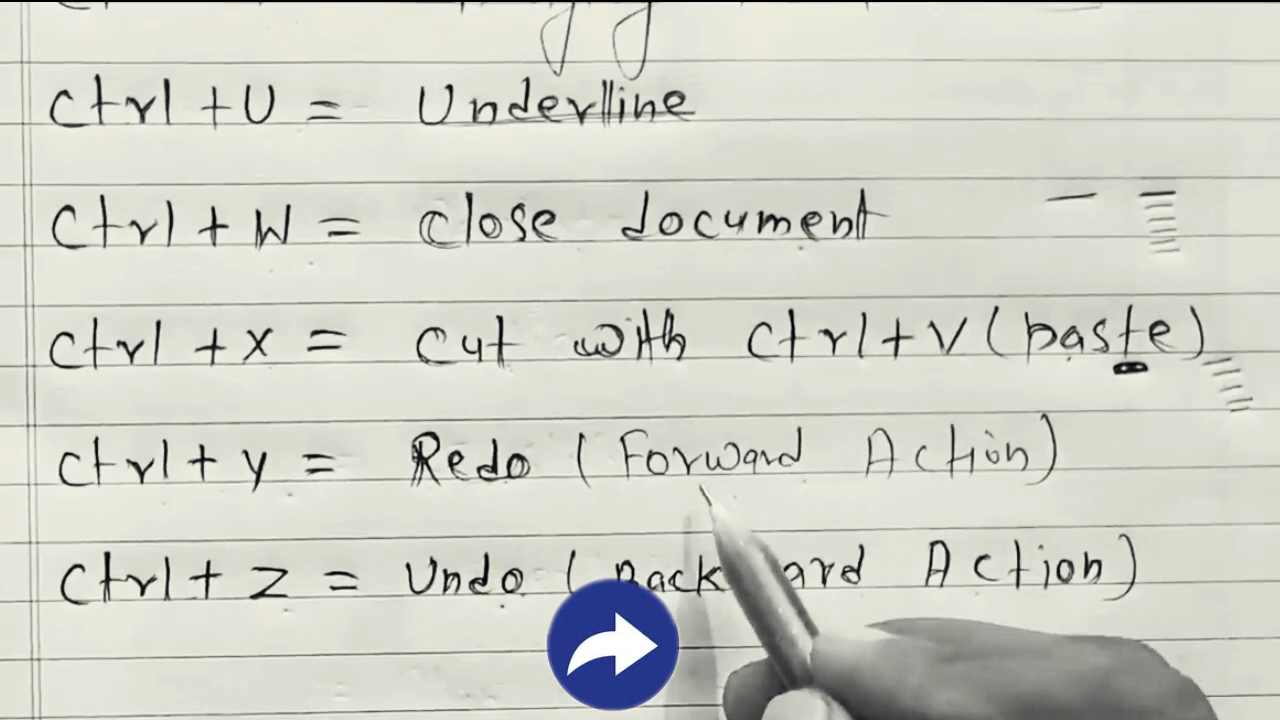 Ctrl + U = Underline
Ctrl + W = close document
Ctrl + X = cut with Ctrl + V (paste)
Ctrl + y = Redo (Forward Action)
Ctrl + Z = Undo ( Action)